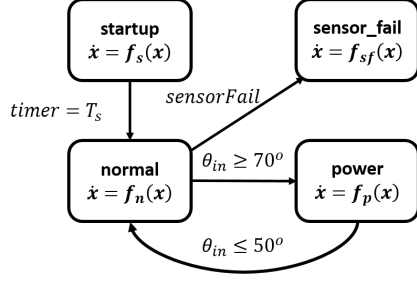 startup
ẋ = f_s(x)
sensor_fail
ẋ = f_sf(x)
timer = T_s
sensorFail
normal
ẋ = f_n(x)
θ_in ≥ 70^o
power
ẋ = f_p(x)
θ_in ≤ 50^o